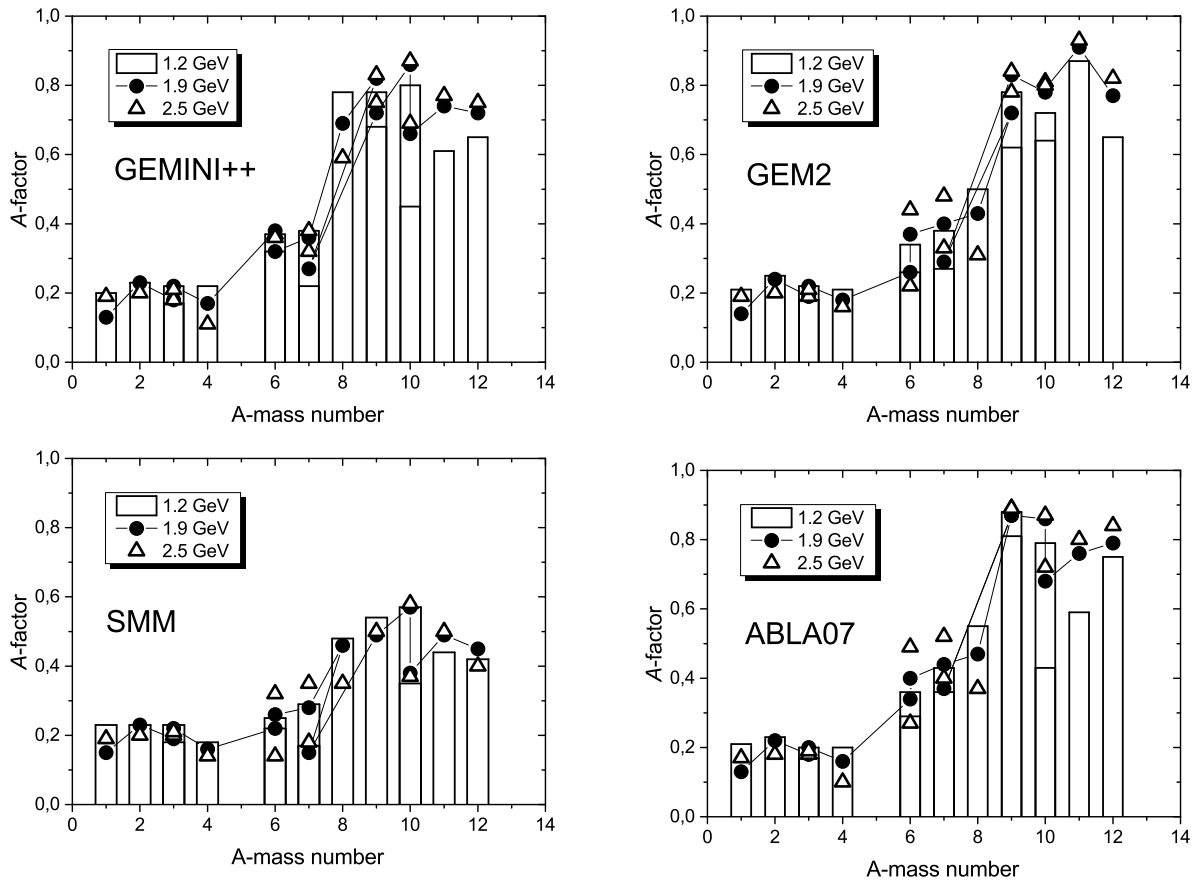 1,0
0,8
0,6
0,4
0,2
0,0
A-factor
1.2 GeV
1.9 GeV
2.5 GeV
GEMINI++
0 2 4 6 8 10 12 14
A-mass number
1,0
0,8
0,6
0,4
0,2
0,0
A-factor
1.2 GeV
1.9 GeV
2.5 GeV
GEM2
0 2 4 6 8 10 12 14
A-mass number
1,0
0,8
0,6
0,4
0,2
0,0
A-factor
1.2 GeV
1.9 GeV
2.5 GeV
SMM
0 2 4 6 8 10 12 14
A-mass number
1,0
0,8
0,6
0,4
0,2
0,0
A-factor
1.2 GeV
1.9 GeV
2.5 GeV
ABLA07
0 2 4 6 8 10 12 14
A-mass number